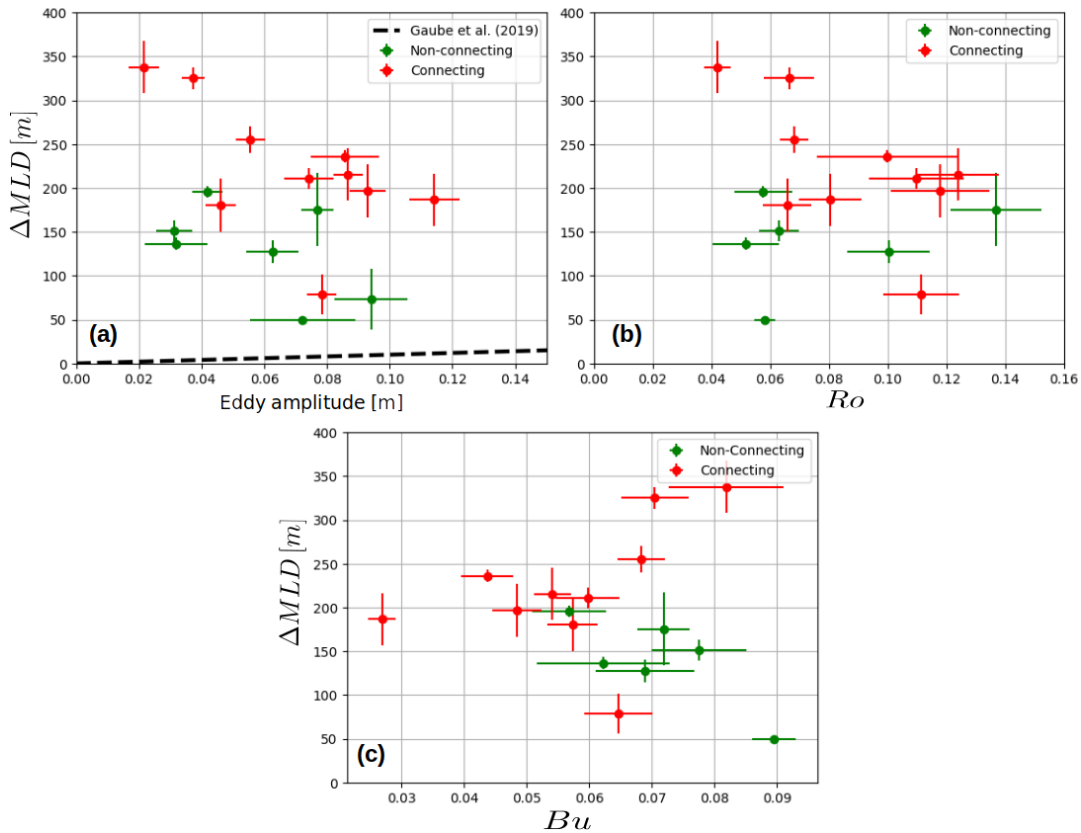 400
350
300
250
200
150
100
50
0
ΔMLD [m]
Gaube et al. (2019)
Non-connecting
Connecting
(a)
0.00 0.02 0.04 0.06 0.08 0.10 0.12 0.14
Eddy amplitude [m]
400
350
300
250
200
150
100
50
0
Non-connecting
Connecting
(b)
0.00 0.02 0.04 0.06 0.08 0.10 0.12 0.14 0.16
Ro
400
350
300
250
200
150
100
50
0
ΔMLD [m]
Non-Connecting
Connecting
(c)
0.03 0.04 0.05 0.06 0.07 0.08 0.09
Bu